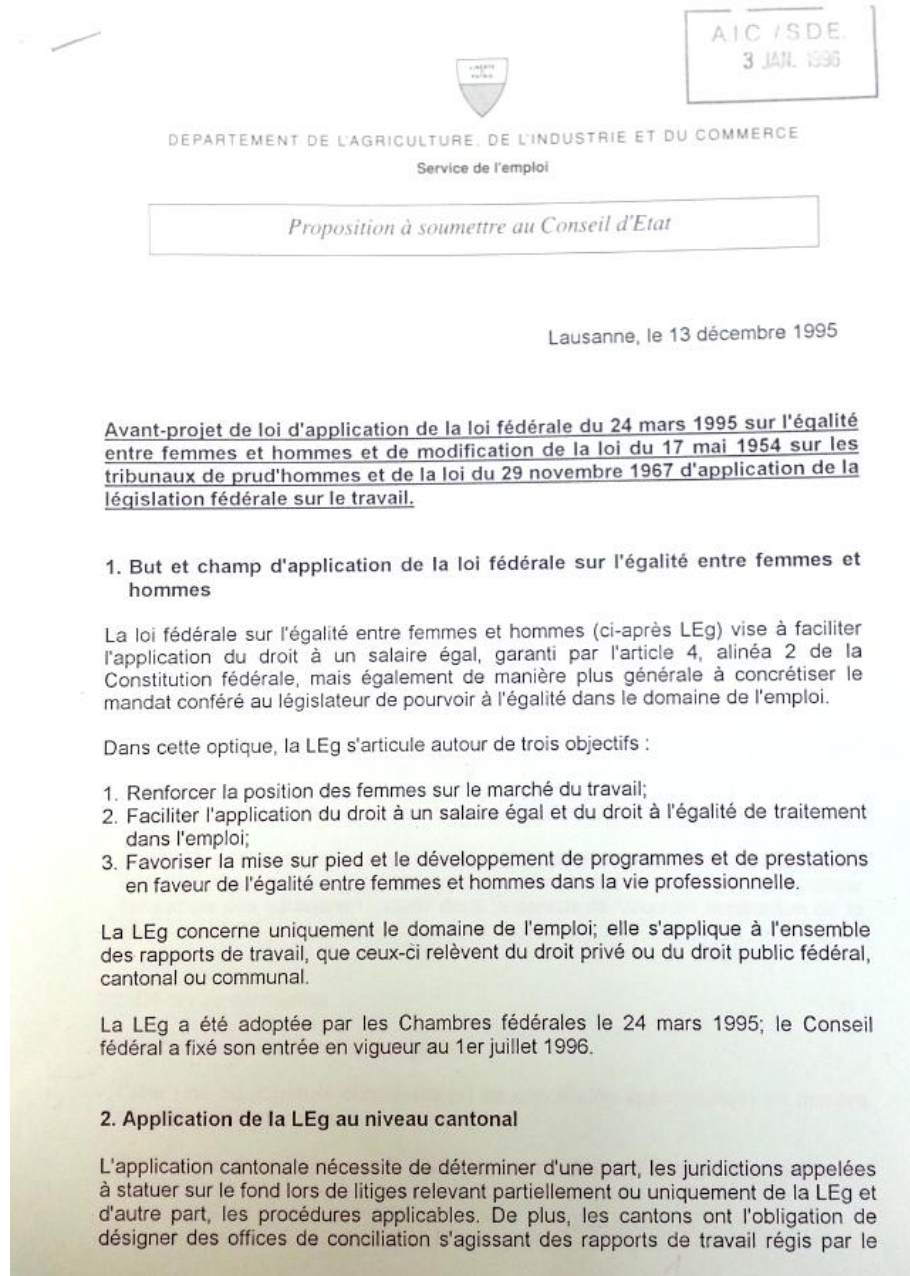 AIC / S.D.E.
3 JAN. 1996
LIBERTÉ
ET
PATRIE
DÉPARTEMENT DE L'AGRICULTURE, DE L'INDUSTRIE ET DU COMMERCE
Service de l'emploi
Proposition à soumettre au Conseil d'Etat
Lausanne, le 13 décembre 1995
Avant-projet de loi d'application de la loi fédérale du 24 mars 1995 sur l'égalité
entre femmes et hommes et de modification de la loi du 17 mai 1954 sur les
tribunaux de prud'hommes et de la loi du 29 novembre 1967 d'application de la
législation fédérale sur le travail.
1. But et champ d'application de la loi fédérale sur l'égalité entre femmes et
hommes
La loi fédérale sur l'égalité entre femmes et hommes (ci-après LEg) vise à faciliter
l'application du droit à un salaire égal, garanti par l'article 4, alinéa 2 de la
Constitution fédérale, mais également de manière plus générale à concrétiser le
mandat conféré au législateur de pourvoir à l'égalité dans le domaine de l'emploi.
Dans cette optique, la LEg s'articule autour de trois objectifs :
1. Renforcer la position des femmes sur le marché du travail;
2. Faciliter l'application du droit à un salaire égal et du droit à l'égalité de traitement
dans l'emploi;
3. Favoriser la mise sur pied et le développement de programmes et de prestations
en faveur de l'égalité entre femmes et hommes dans la vie professionnelle.
La LEg concerne uniquement le domaine de l'emploi; elle s'applique à l'ensemble
des rapports de travail, que ceux-ci relèvent du droit privé ou du droit public fédéral,
cantonal ou communal.
La LEg a été adoptée par les Chambres fédérales le 24 mars 1995; le Conseil
fédéral a fixé son entrée en vigueur au 1er juillet 1996.
2. Application de la LEg au niveau cantonal
L'application cantonale nécessite de déterminer d'une part, les juridictions appelées
à statuer sur le fond lors de litiges relevant partiellement ou uniquement de la LEg et
d'autre part, les procédures applicables. De plus, les cantons ont l'obligation de
désigner des offices de conciliation s'agissant des rapports de travail régis par le